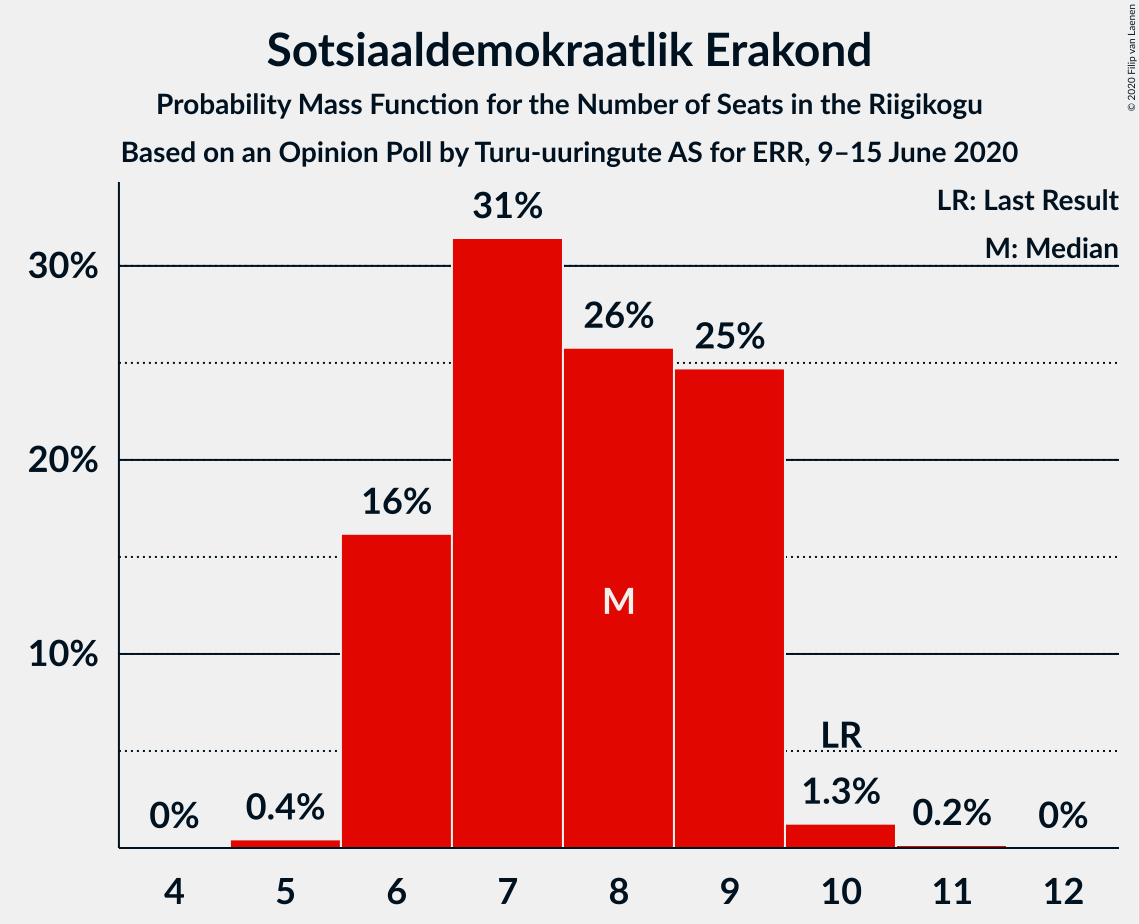 Sotsiaaldemokraatlik Erakond
Probability Mass Function for the Number of Seats in the Riigikogu
Based on an Opinion Poll by Turu-uuringute AS for ERR, 9–15 June 2020
© 2020 Filip van Laenen
LR: Last Result
M: Median
30%
20%
10%
0%
0.4%
16%
31%
26%
25%
1.3%
0.2%
0%
M
LR
4
5
6
7
8
9
10
11
12